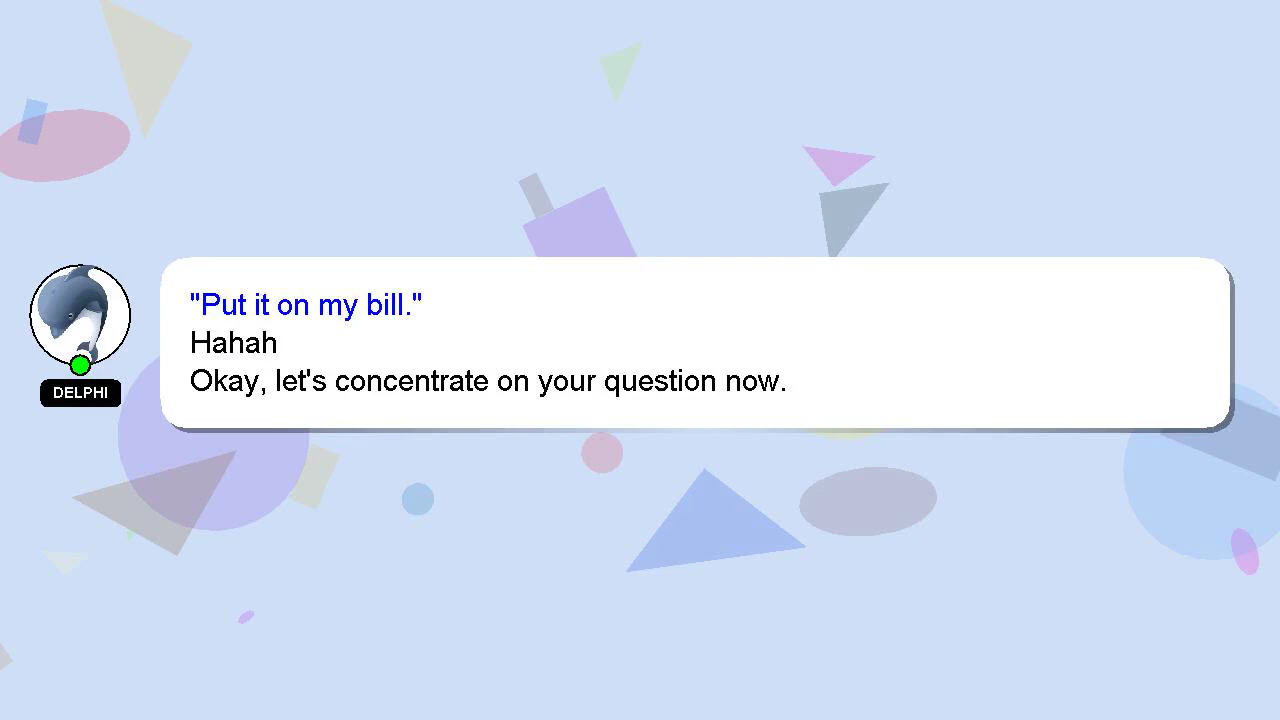 "Put it on my bill."
Hahah
Okay, let's concentrate on your question now.
DELPHI